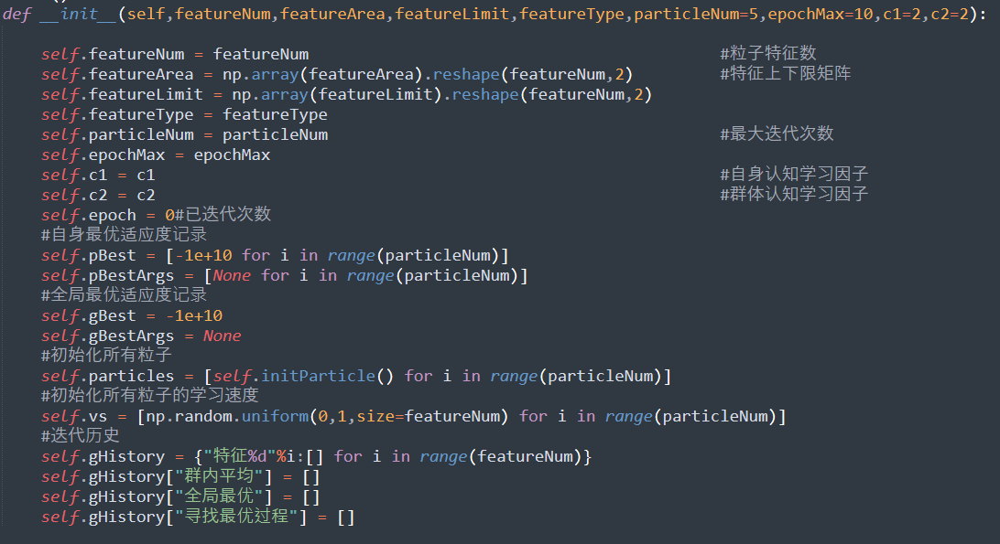 def __init__(self,featureNum,featureArea,featureLimit,featureType,particleNum=5,epochMax=10,c1=2,c2=2):
self.featureNum = featureNum #粒子特征数
self.featureArea = np.array(featureArea).reshape(featureNum,2) #特征上下限矩阵
self.featureLimit = np.array(featureLimit).reshape(featureNum,2)
self.featureType = featureType
self.particleNum = particleNum #最大迭代次数
self.epochMax = epochMax
self.c1 = c1 #自身认知学习因子
self.c2 = c2 #群体认知学习因子
self.epoch = 0#已迭代次数
#自身最优适应度记录
self.pBest = [-1e+10 for i in range(particleNum)]
self.pBestArgs = [None for i in range(particleNum)]
#全局最优适应度记录
self.gBest = -1e+10
self.gBestArgs = None
#初始化所有粒子
self.particles = [self.initParticle() for i in range(particleNum)]
#初始化所有粒子的学习速度
self.vs = [np.random.uniform(0,1,size=featureNum) for i in range(particleNum)]
#迭代历史
self.gHistory = {"特征%d"%i:[] for i in range(featureNum)}
self.gHistory["群内平均"] = []
self.gHistory["全局最优"] = []
self.gHistory["寻找最优过程"] = []